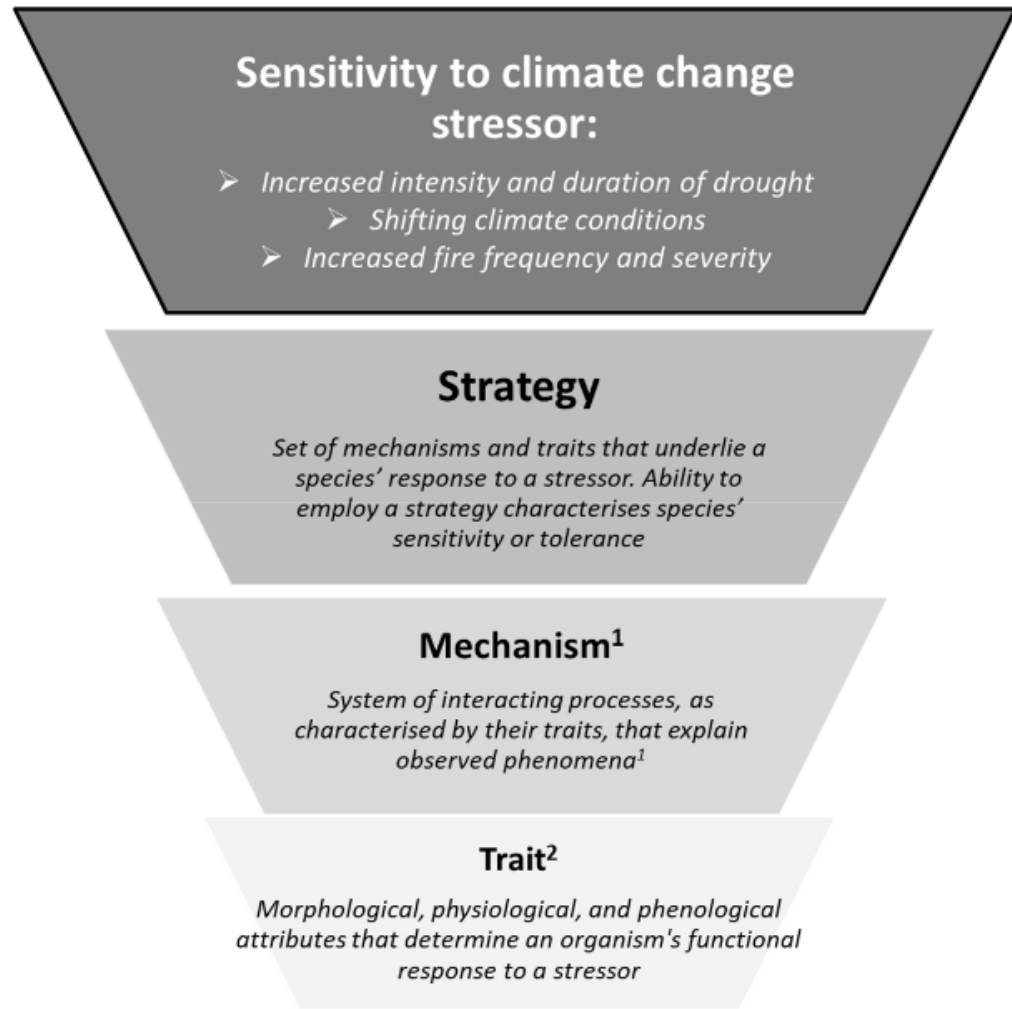 Sensitivity to climate change
stressor:
➢ Increased intensity and duration of drought
➢ Shifting climate conditions
➢ Increased fire frequency and severity
Strategy
Set of mechanisms and traits that underlie a
species’ response to a stressor. Ability to
employ a strategy characterises species’
sensitivity or tolerance
Mechanism¹
System of interacting processes, as
characterised by their traits, that explain
observed phenomena¹
Trait²
Morphological, physiological, and phenological
attributes that determine an organism's functional
response to a stressor